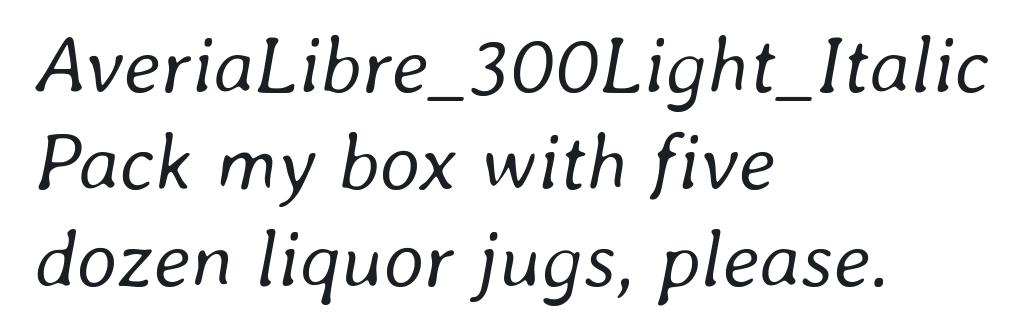 AveriaLibre_300Light_Italic
Pack my box with five
dozen liquor jugs, please.